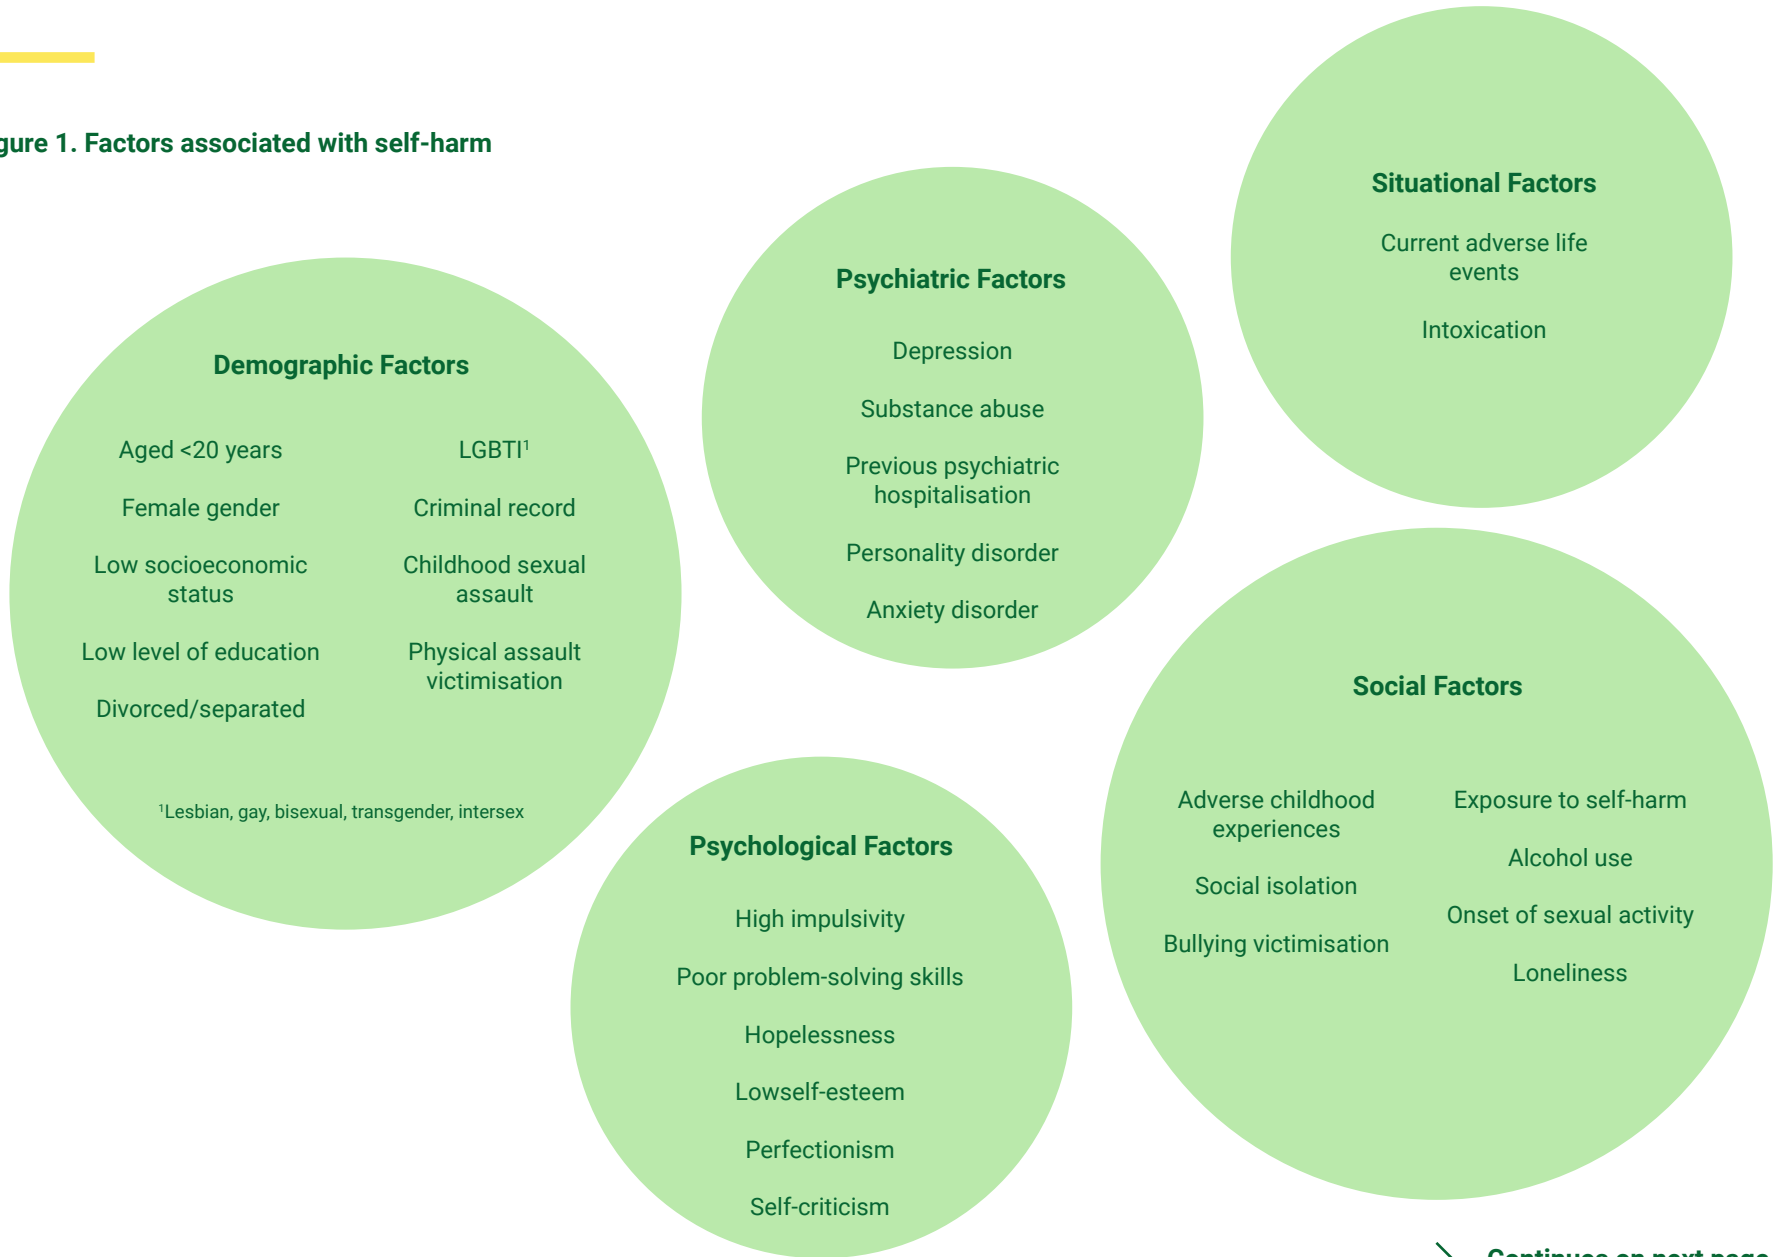 gure 1. Factors associated with self-harm
Demographic Factors
Aged <20 years
Female gender
Low socioeconomic
status
Low level of education
Divorced/separated
LGBTI¹
Criminal record
Childhood sexual
assault
Physical assault
victimisation
¹Lesbian, gay, bisexual, transgender, intersex
Psychiatric Factors
Depression
Substance abuse
Previous psychiatric
hospitalisation
Personality disorder
Anxiety disorder
Situational Factors
Current adverse life
events
Intoxication
Psychological Factors
High impulsivity
Poor problem-solving skills
Hopelessness
Lowself-esteem
Perfectionism
Self-criticism
Social Factors
Adverse childhood
experiences
Social isolation
Bullying victimisation
Exposure to self-harm
Alcohol use
Onset of sexual activity
Loneliness
Continues on next page